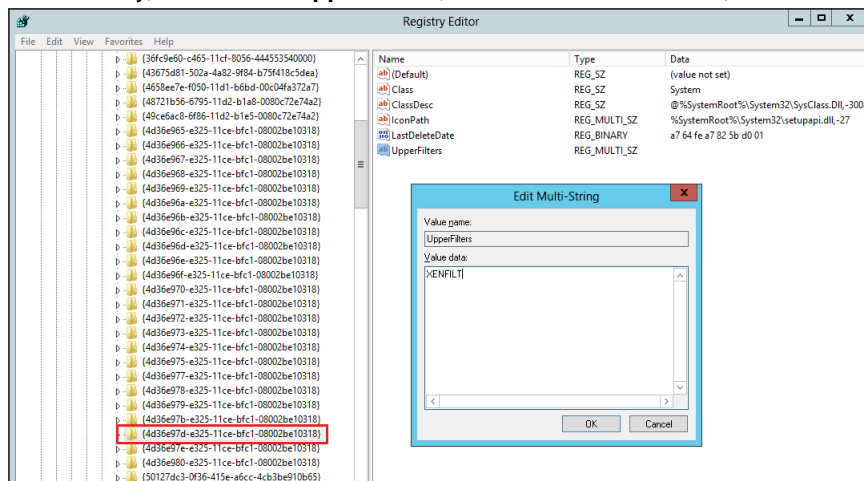 Registry Editor
File Edit View Favorites Help
{36fc9e60-c465-11cf-8056-444553540000}
{43675d81-502a-4a82-9f84-b75f418c5dea}
{4658ee7e-f050-11d1-b6bd-00c04fa372a7}
{48721b56-6795-11d2-b1a8-0080c72e74a2}
{49ce6ac8-6f86-11d2-b1e5-0080c72e74a2}
{4d36e965-e325-11ce-bfc1-08002be10318}
{4d36e966-e325-11ce-bfc1-08002be10318}
{4d36e967-e325-11ce-bfc1-08002be10318}
{4d36e968-e325-11ce-bfc1-08002be10318}
{4d36e969-e325-11ce-bfc1-08002be10318}
{4d36e96a-e325-11ce-bfc1-08002be10318}
{4d36e96b-e325-11ce-bfc1-08002be10318}
{4d36e96c-e325-11ce-bfc1-08002be10318}
{4d36e96d-e325-11ce-bfc1-08002be10318}
{4d36e96e-e325-11ce-bfc1-08002be10318}
{4d36e96f-e325-11ce-bfc1-08002be10318}
{4d36e970-e325-11ce-bfc1-08002be10318}
{4d36e971-e325-11ce-bfc1-08002be10318}
{4d36e972-e325-11ce-bfc1-08002be10318}
{4d36e973-e325-11ce-bfc1-08002be10318}
{4d36e974-e325-11ce-bfc1-08002be10318}
{4d36e975-e325-11ce-bfc1-08002be10318}
{4d36e977-e325-11ce-bfc1-08002be10318}
{4d36e978-e325-11ce-bfc1-08002be10318}
{4d36e979-e325-11ce-bfc1-08002be10318}
{4d36e97b-e325-11ce-bfc1-08002be10318}
{4d36e97d-e325-11ce-bfc1-08002be10318}
{4d36e97e-e325-11ce-bfc1-08002be10318}
{4d36e980-e325-11ce-bfc1-08002be10318}
{50127dc3-0f36-415e-a6cc-4cb3be910b65}
Name Type Data
(Default) REG_SZ (value not set)
Class REG_SZ System
ClassDesc REG_SZ @%SystemRoot%\System32\SysClass.Dll,-300
IconPath REG_MULTI_SZ %SystemRoot%\System32\setupapi.dll,-27
LastDeleteDate REG_BINARY a7 64 fe a7 82 5b d0 01
UpperFilters REG_MULTI_SZ
Edit Multi-String
Value name:
UpperFilters
Value data:
XENFILT
OK Cancel